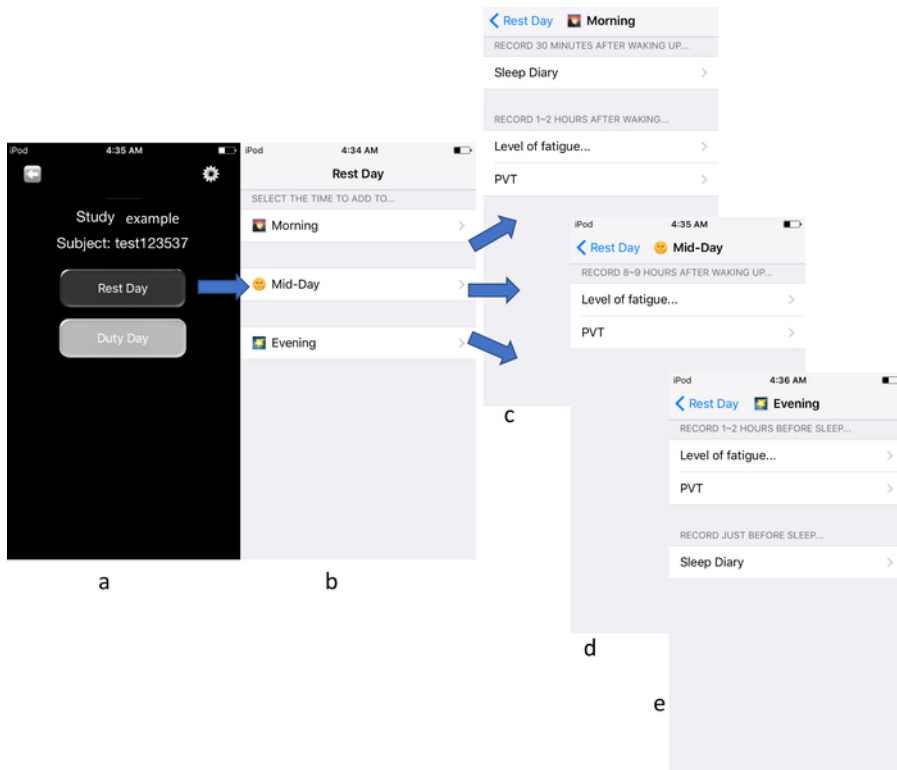 iPod 4:35 AM
Study example
Subject: test123537
Rest Day
Duty Day
a
iPod 4:34 AM
Rest Day
SELECT THE TIME TO ADD TO...
Morning
Mid-Day
Evening
b
Rest Day Morning
RECORD 30 MINUTES AFTER WAKING UP...
Sleep Diary
RECORD 1~2 HOURS AFTER WAKING...
Level of fatigue...
PVT
c
iPod 4:35 AM
Rest Day Mid-Day
RECORD 8~9 HOURS AFTER WAKING UP...
Level of fatigue...
PVT
d
iPod 4:36 AM
Rest Day Evening
RECORD 1~2 HOURS BEFORE SLEEP...
Level of fatigue...
PVT
RECORD JUST BEFORE SLEEP...
Sleep Diary
e